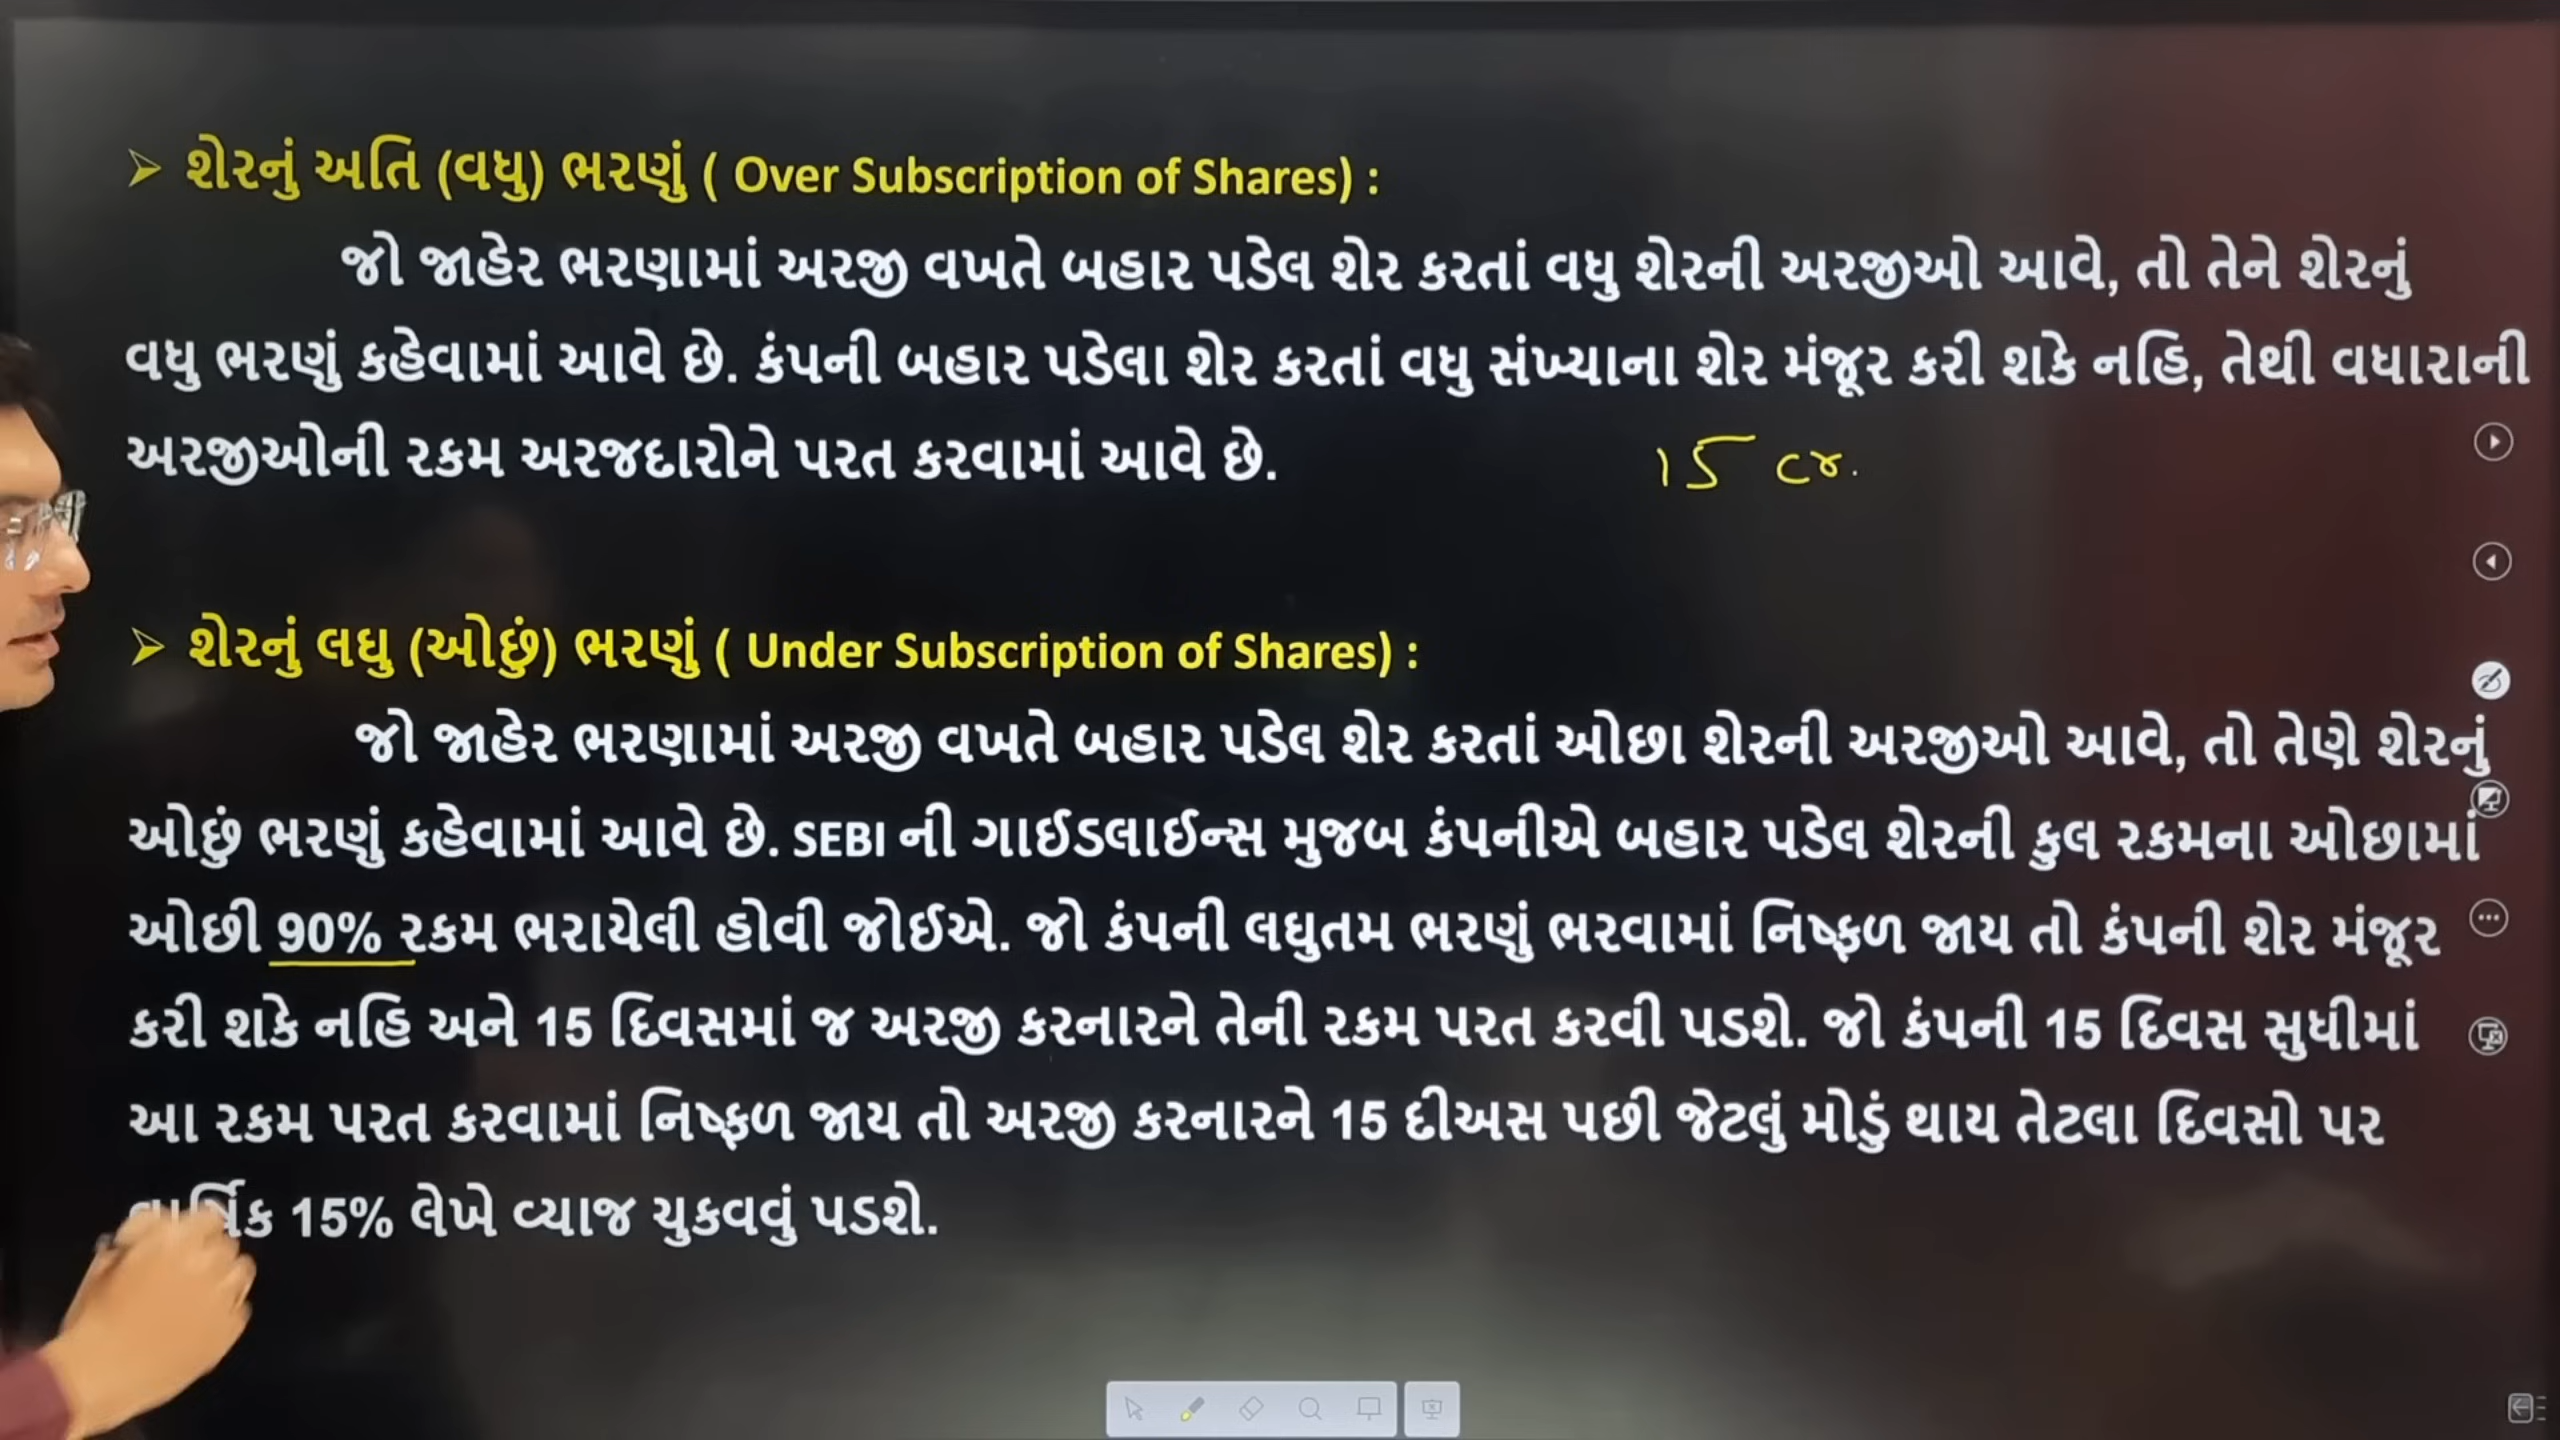 ➢ શેરનું અતિ (વધુ) ભરણું ( Over Subscription of Shares) :
જો જાહેર ભરણામાં અરજી વખતે બહાર પડેલ શેર કરતાં વધુ શેરની અરજીઓ આવે, તો તેને શેરનું
વધુ ભરણું કહેવામાં આવે છે. કંપની બહાર પડેલા શેર કરતાં વધુ સંખ્યાના શેર મંજૂર કરી શકે નહિ, તેથી વધારાની
અરજીઓની રકમ અરજદારોને પરત કરવામાં આવે છે.
15 cr.
➢ શેરનું લઘુ (ઓછું) ભરણું ( Under Subscription of Shares) :
જો જાહેર ભરણામાં અરજી વખતે બહાર પડેલ શેર કરતાં ઓછા શેરની અરજીઓ આવે, તો તેણે શેરનું
ઓછું ભરણું કહેવામાં આવે છે. SEBI ની ગાઈડલાઈન્સ મુજબ કંપનીએ બહાર પડેલ શેરની કુલ રકમના ઓછામાં
ઓછી 90% રકમ ભરાયેલી હોવી જોઈએ. જો કંપની લઘુતમ ભરણું ભરવામાં નિષ્ફળ જાય તો કંપની શેર મંજૂર
કરી શકે નહિ અને 15 દિવસમાં જ અરજી કરનારને તેની રકમ પરત કરવી પડશે. જો કંપની 15 દિવસ સુધીમાં
આ રકમ પરત કરવામાં નિષ્ફળ જાય તો અરજી કરનારને 15 દીઅસ પછી જેટલું મોડું થાય તેટલા દિવસો પર
વાર્ષિક 15% લેખે વ્યાજ ચુકવવું પડશે.